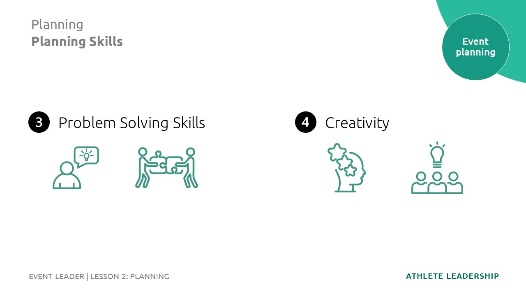 Planning
Planning Skills
Event
planning
3 Problem Solving Skills
4 Creativity
EVENT LEADER | LESSON 2: PLANNING
ATHLETE LEADERSHIP